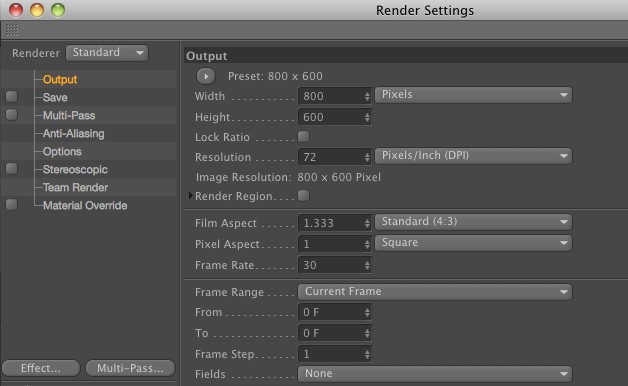 Render Settings
Renderer Standard
Output
Save
Multi-Pass
Anti-Aliasing
Options
Stereoscopic
Team Render
Material Override
Effect...
Multi-Pass...
Output
Preset: 800 x 600
Width . . . . . . . . . . . 800 Pixels
Height. . . . . . . . . . . 600
Lock Ratio . . . . . . .
Resolution . . . . . . . 72 Pixels/Inch (DPI)
Image Resolution: 800 x 600 Pixel
Render Region. . . .
Film Aspect . . . . . . 1.333 Standard (4:3)
Pixel Aspect. . . . . . 1 Square
Frame Rate. . . . . . . 30
Frame Range . . . . . Current Frame
From . . . . . . . . . . . . 0 F
To . . . . . . . . . . . . . . 0 F
Frame Step. . . . . . . 1
Fields . . . . . . . . . . . None